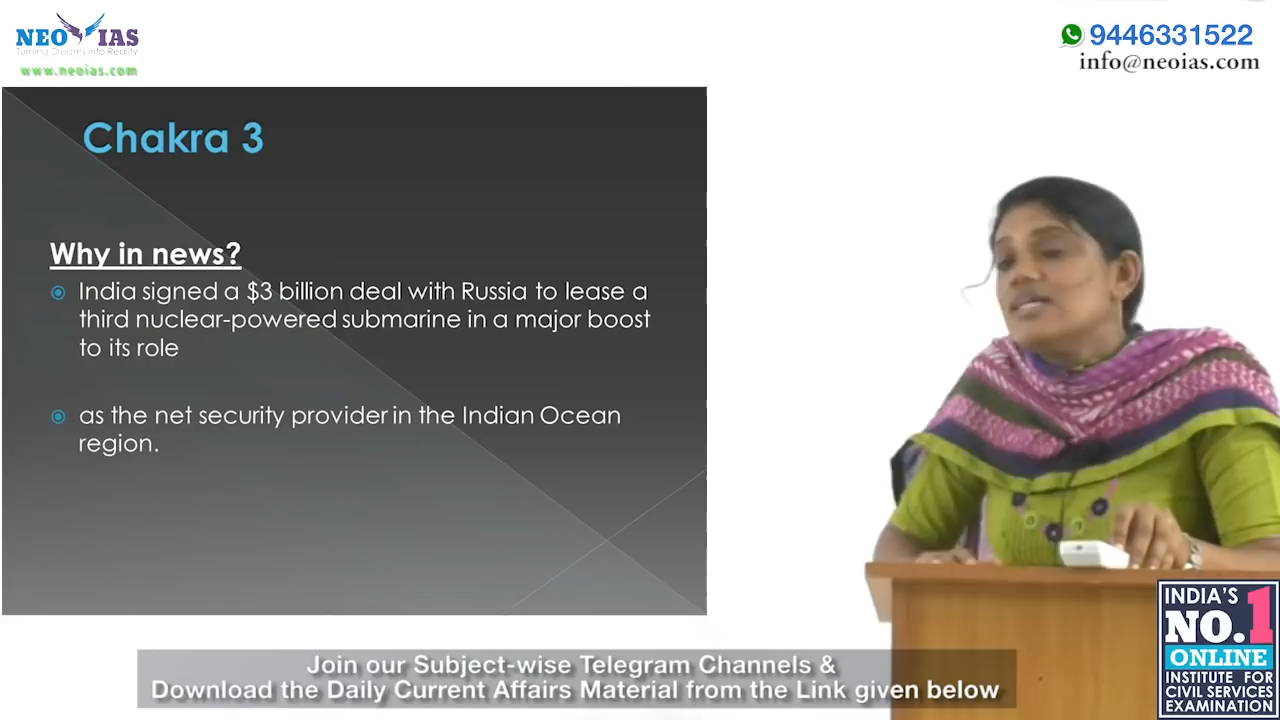 NEO IAS
Turning Dreams into Reality
www.neoias.com
9446331522
info@neoias.com
Chakra 3
Why in news?
India signed a $3 billion deal with Russia to lease a
third nuclear-powered submarine in a major boost
to its role
as the net security provider in the Indian Ocean
region.
INDIA'S
NO.1
ONLINE
INSTITUTE FOR
CIVIL SERVICES
EXAMINATION
Join our Subject-wise Telegram Channels &
Download the Daily Current Affairs Material from the Link given below